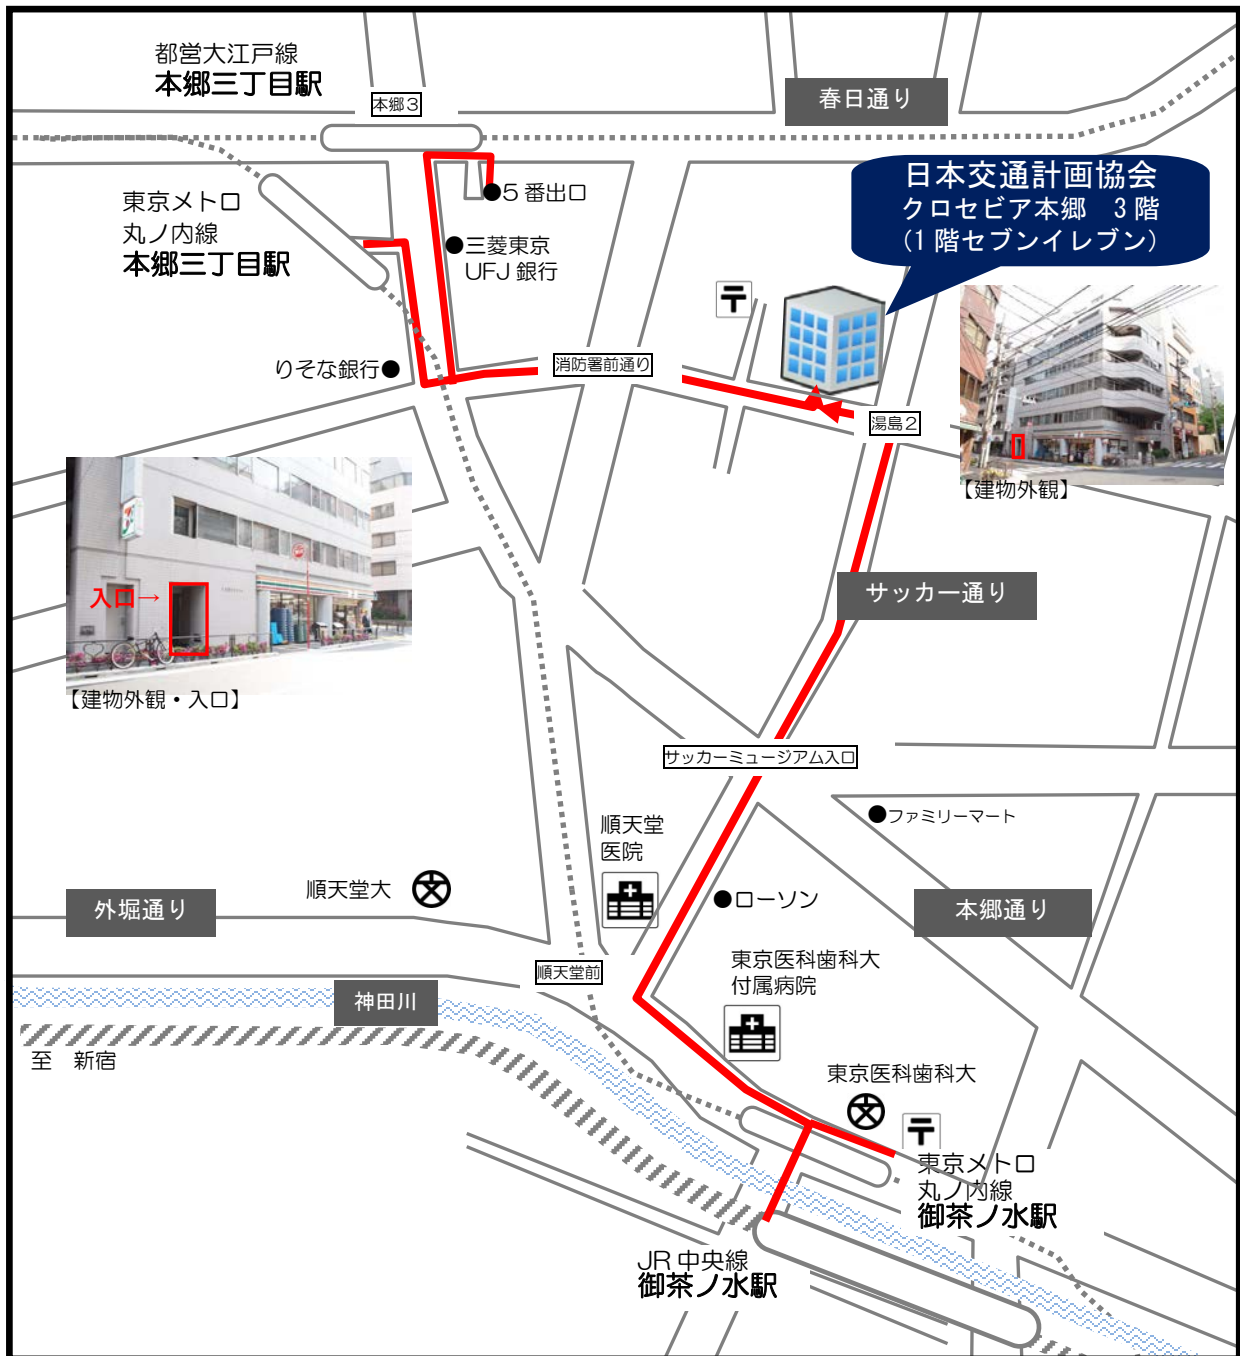 都営大江戸線
本郷三丁目駅
本郷3
春日通り
日本交通計画協会
クロセビア本郷 3階
(1階セブンイレブン)
東京メトロ
丸ノ内線
本郷三丁目駅
●5番出口
●三菱東京
UFJ銀行
りそな銀行●
消防署前通り
湯島2
【建物外観】
入口→
【建物外観・入口】
サッカー通り
サッカーミュージアム入口
●ファミリーマート
順天堂
医院
順天堂大
●ローソン
外堀通り
本郷通り
順天堂前
東京医科歯科大
付属病院
神田川
至 新宿
東京医科歯科大
東京メトロ
丸ノ内線
御茶ノ水駅
JR中央線
御茶ノ水駅